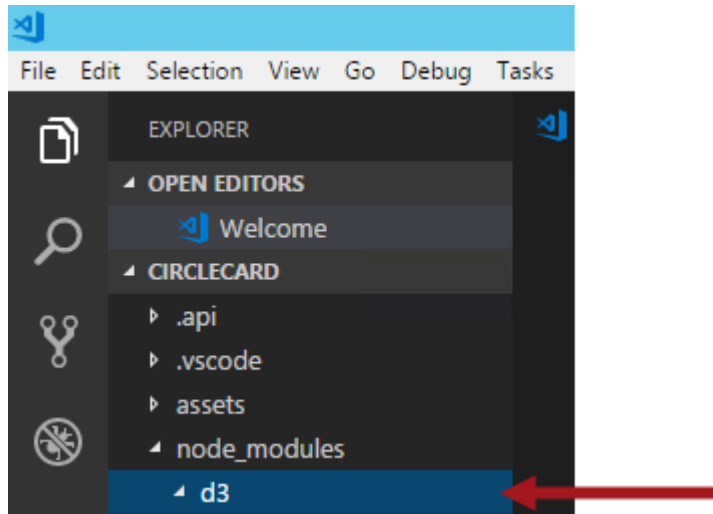 File Edit Selection View Go Debug Tasks
EXPLORER
OPEN EDITORS
Welcome
CIRCLECARD
.api
.vscode
assets
node_modules
d3